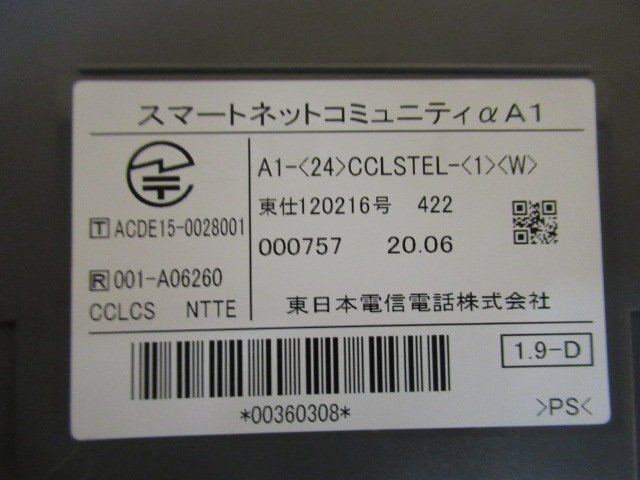 スマートネットコミュニティαA1
A1-<24>CCLSTEL-<1><W>
東仕120216号 422
T ACDE15-0028001
000757 20.06
R 001-A06260
CCLCS NTTE
東日本電信電話株式会社
1.9-D
*00360308*
>PS<